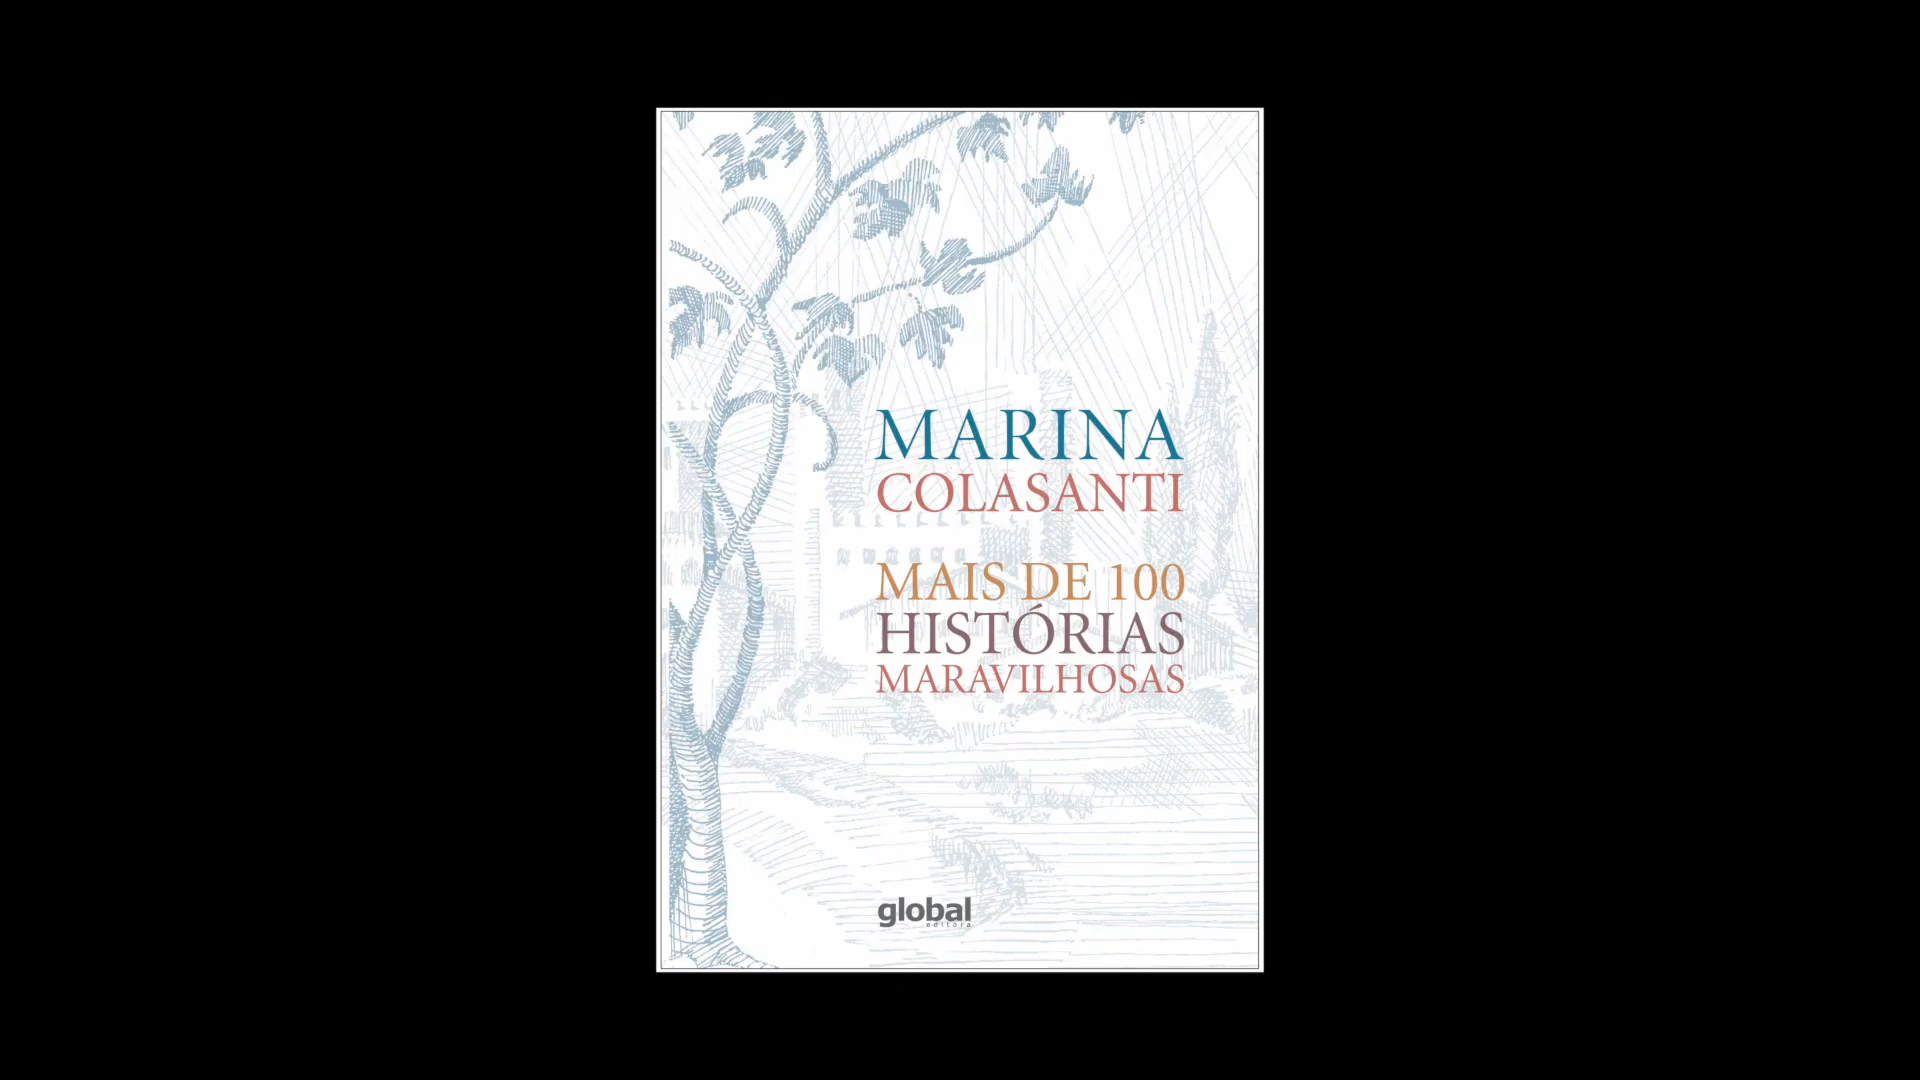 MARINA
COLASANTI
MAIS DE 100
HISTÓRIAS
MARAVILHOSAS
global
editora